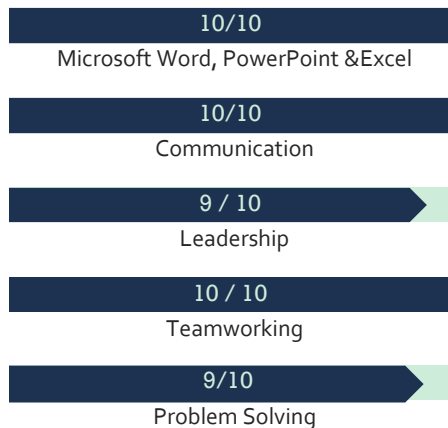 10/10
Microsoft Word, PowerPoint &Excel
10/10
Communication
9 / 10
Leadership
10 / 10
Teamworking
9/10
Problem Solving